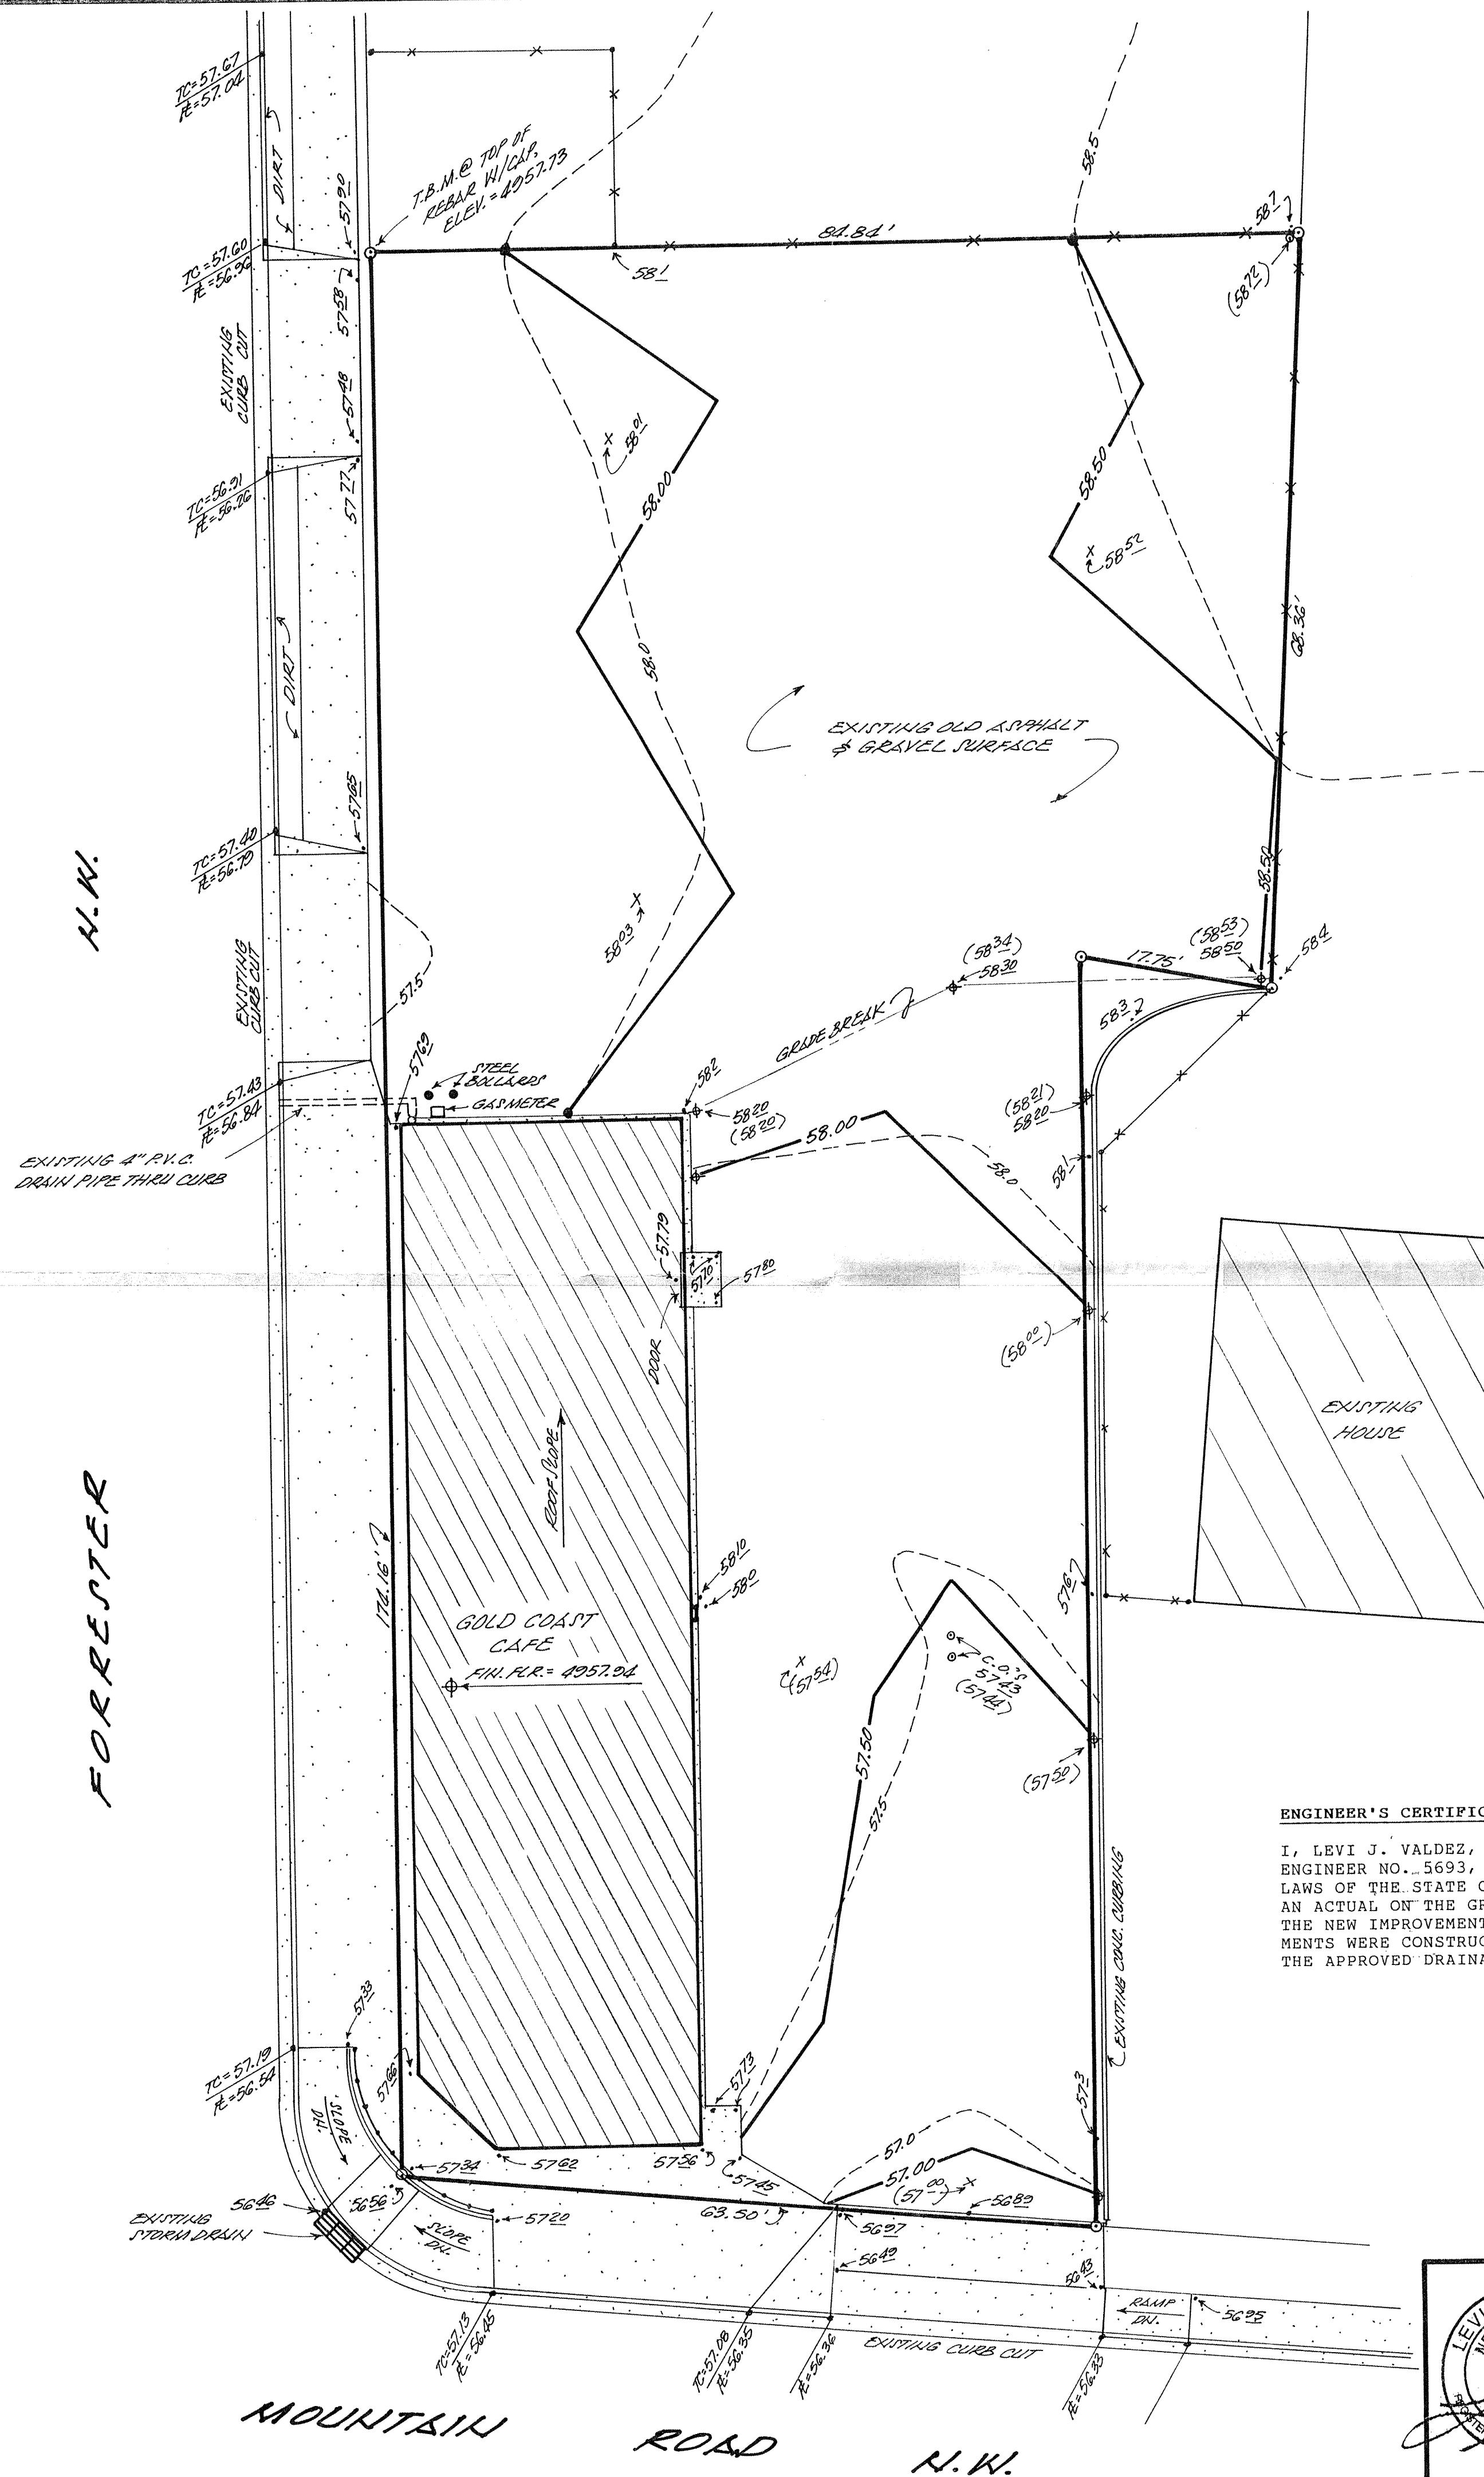 TC=57.67
FL=57.04
DIRT
57.90
T.B.M.@ TOP OF
REBAR W/CAP,
ELEV.=4957.73
58.5
TC=57.60
FL=56.96
57.58
84.84'
58.1
58.7
(58.72)
EXISTING
CURB CUT
57.48
58.01
58.00
58.50
TC=56.91
FL=56.26
57.77
58.52
DIRT
58.0
68.36'
EXISTING OLD ASPHALT
& GRAVEL SURFACE
57.65
TC=57.40
FL=56.79
58.50
N.W.
58.03
(58.34)
58.30
17.75'
(58.53)
58.50
58.4
EXISTING
CURB CUT
57.5
GRADE BREAK
58.3
57.69
STEEL
BOLLARDS
GAS METER
58.2
58.20
(58.20)
(58.21)
58.20
TC=57.43
FL=56.84
58.00
58.0
58.1
EXISTING 4" P.V.C.
DRAIN PIPE THRU CURB
57.79
57.70
57.80
DOOR
(58.00)
ROOF SLOPE
EXISTING
HOUSE
FORRESTER
174.16'
58.10
58.0
57.6
GOLD COAST
CAFE
FIN. FLR.= 4957.94
(57.54)
C.O.'S
57.43
(57.44)
57.50
57.5
(57.50)
ENGINEER'S CERTIFIC
I, LEVI J. VALDEZ,
ENGINEER NO. 5693,
LAWS OF THE STATE O
AN ACTUAL ON THE GR
THE NEW IMPROVEMENT
MENTS WERE CONSTRUC
THE APPROVED DRAINA
EXISTING CONC. CURBING
57.33
TC=57.19
FL=56.54
57.66
57.73
57.3
SLOPE
DN.
57.0
57.00
57.34
57.62
57.56
57.45
(57.00)
56.89
56.46
56.56
EXISTING
STORM DRAIN
SLOPE
DN.
57.20
63.50'
56.97
56.49
56.43
RAMP
DN.
56.95
TC=57.13
FL=56.45
TC=57.08
FL=56.35
FL=56.36
EXISTING CURB CUT
FL=56.33
LEVI
MOUNTAIN ROAD N.W.